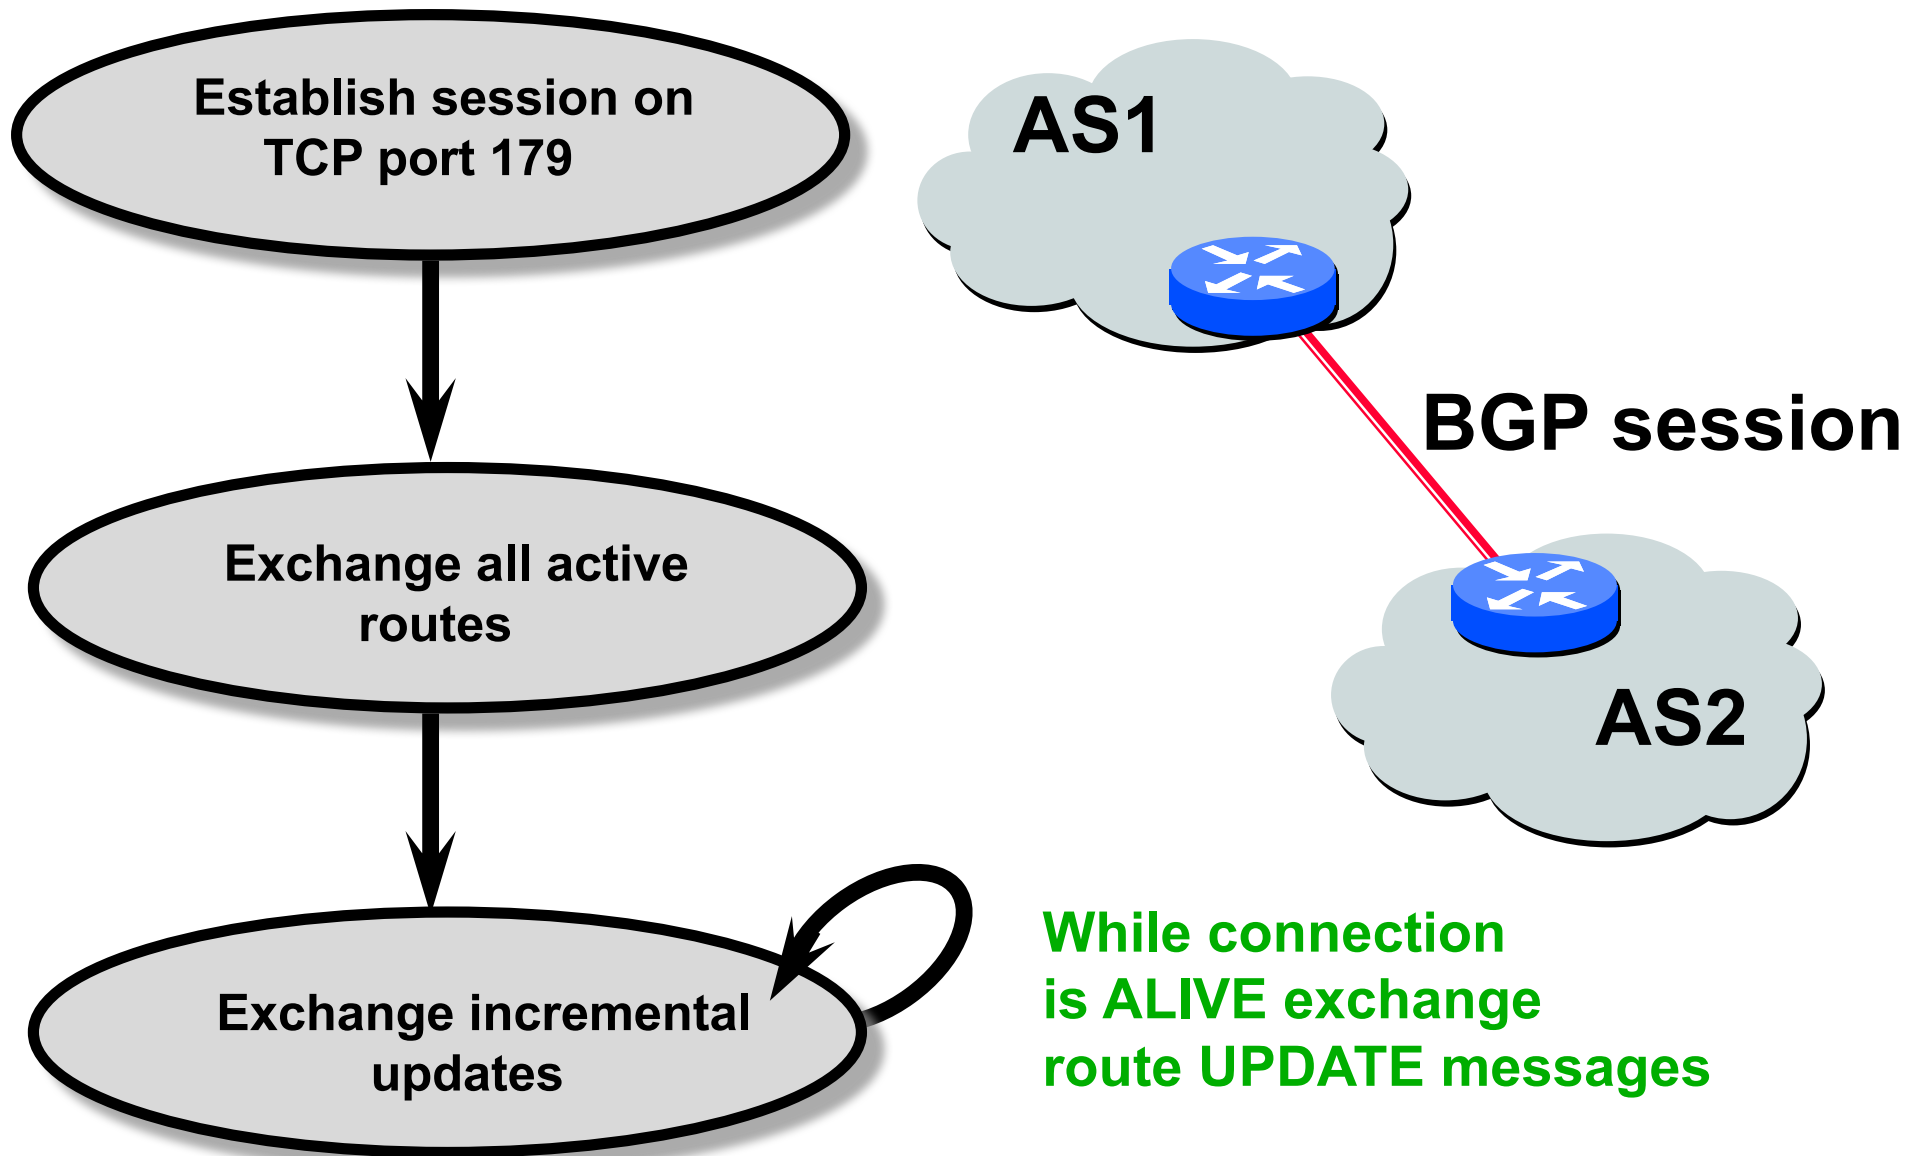 Establish session on
TCP port 179
AS1
BGP session
Exchange all active
routes
AS2
While connection
is ALIVE exchange
route UPDATE messages
Exchange incremental
updates